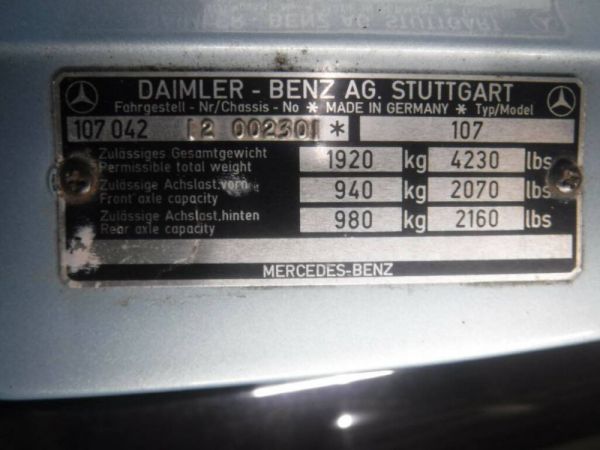 DAIMLER - BENZ AG. STUTTGART
Fahrgestell - Nr/Chassis - No * MADE IN GERMANY * Typ/Model
107 042 12 002301 * 107
Zulässiges Gesamtgewicht
Permissible total weight 1920 kg 4230 lbs
Zulässige Achslast,vorn
Front axle capacity 940 kg 2070 lbs
Zulässige Achslast,hinten
Rear axle capacity 980 kg 2160 lbs
MERCEDES-BENZ